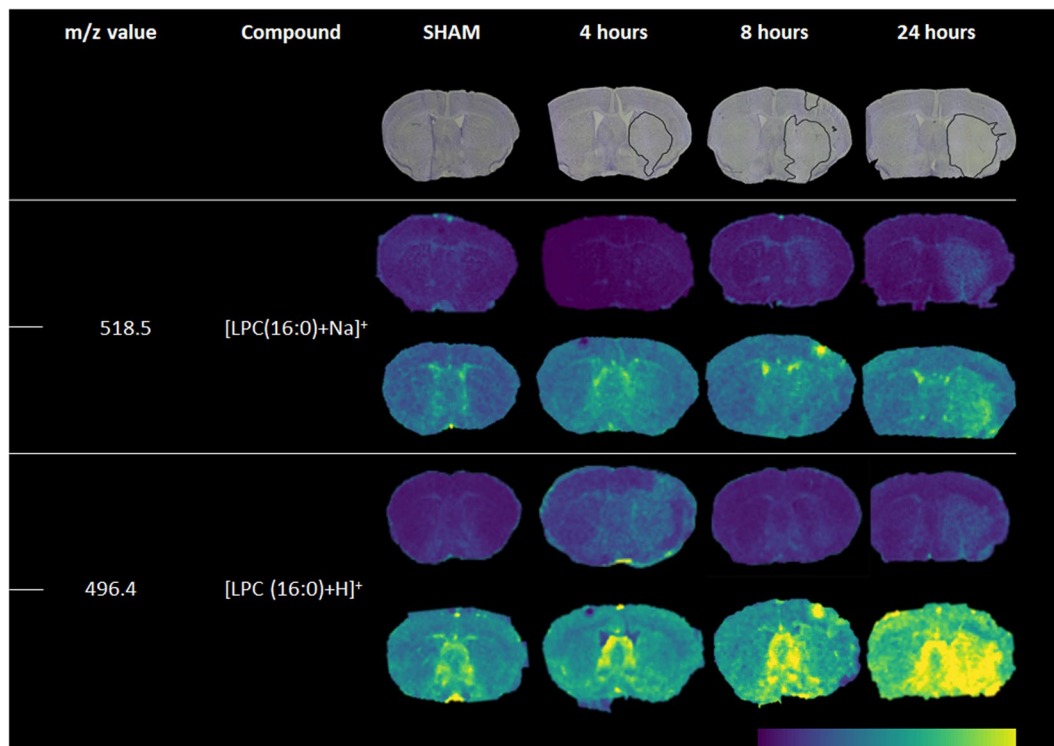 m/z value Compound SHAM 4 hours 8 hours 24 hours
518.5 [LPC(16:0)+Na]⁺
496.4 [LPC (16:0)+H]⁺